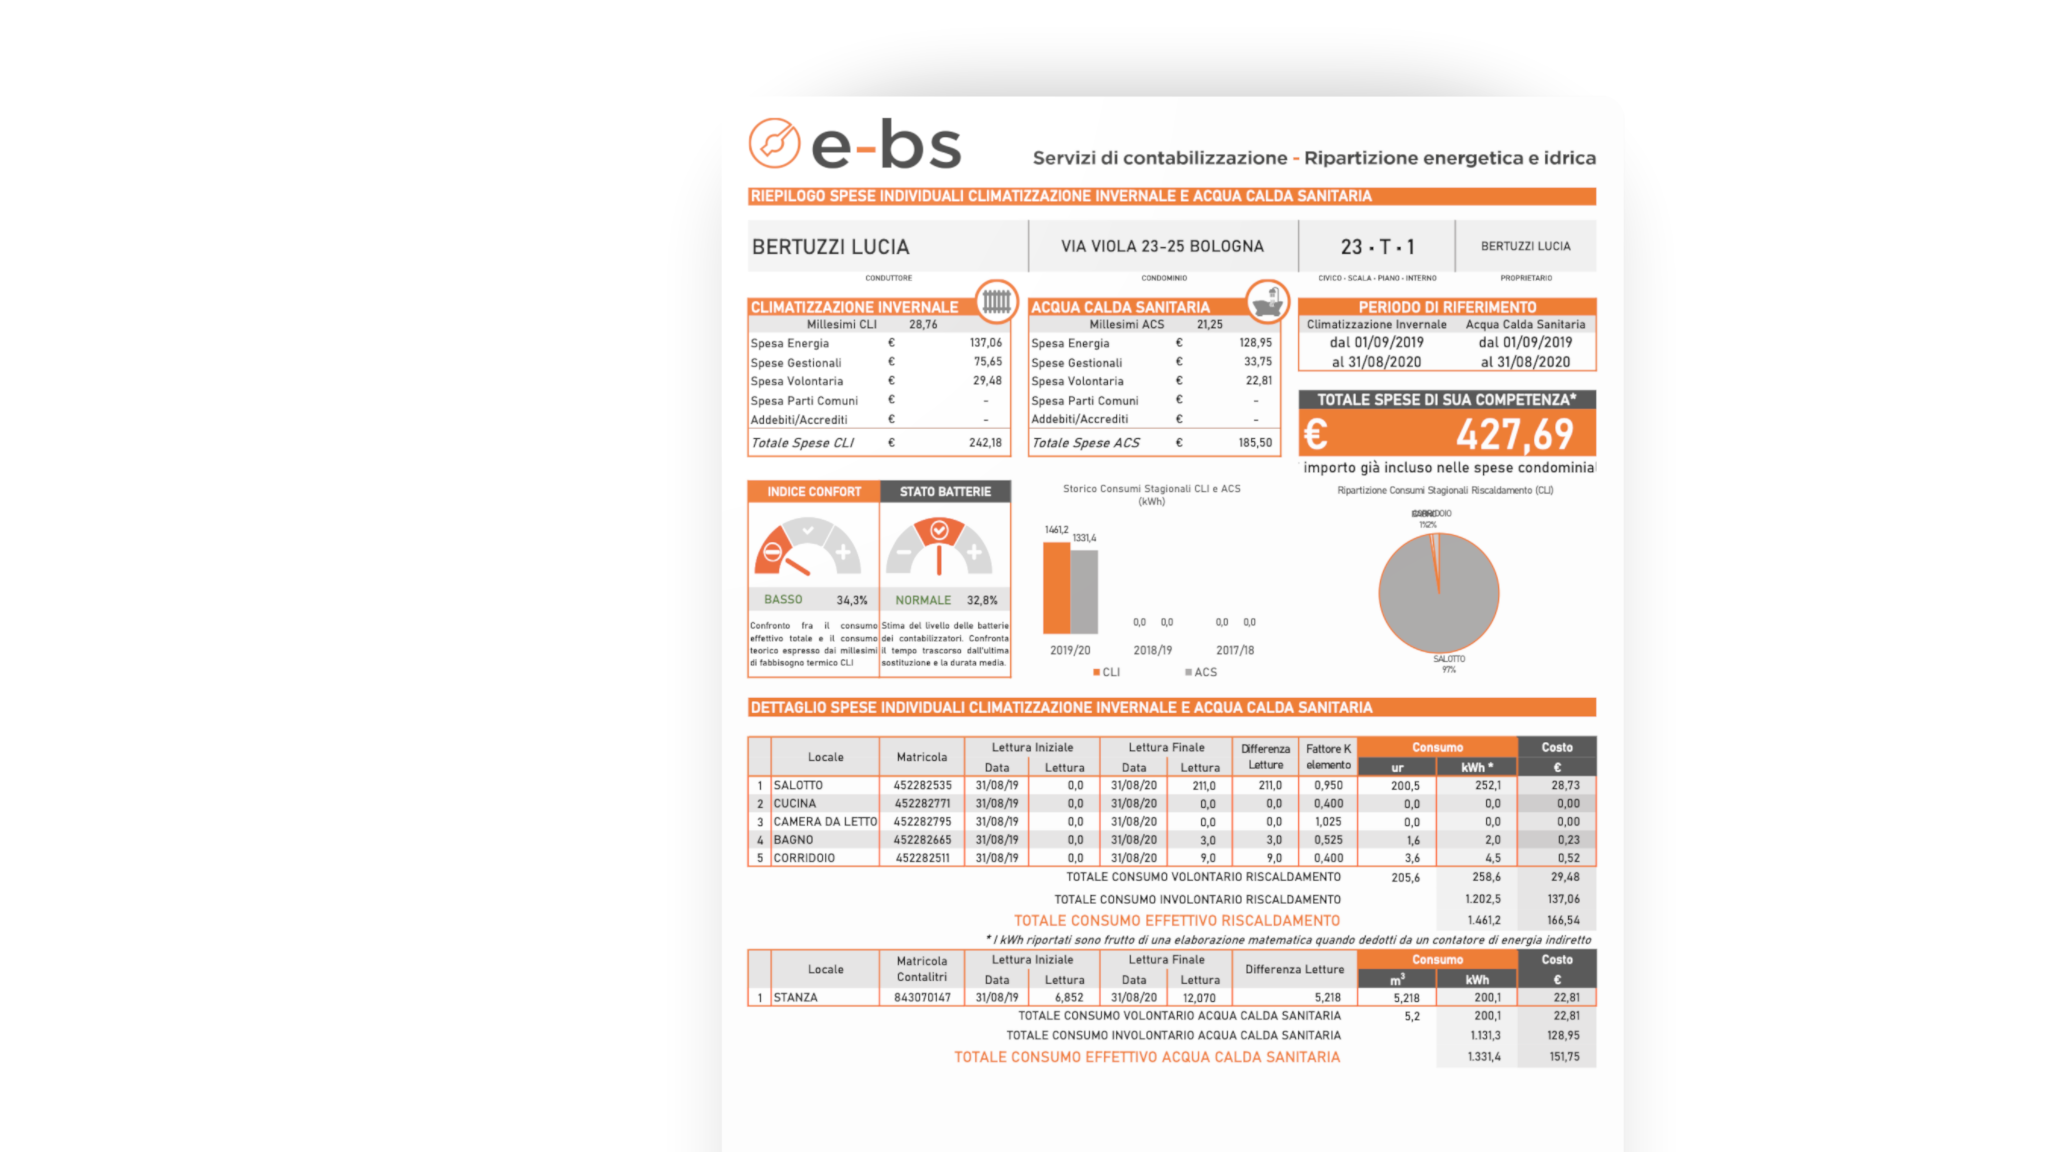 e-bs
Servizi di contabilizzazione - Ripartizione energetica e idrica
RIEPILOGO SPESE INDIVIDUALI CLIMATIZZAZIONE INVERNALE E ACQUA CALDA SANITARIA
BERTUZZI LUCIA VIA VIOLA 23-25 BOLOGNA 23 · T · 1 BERTUZZI LUCIA
CONDUTTORE CONDOMINIO CIVICO - SCALA - PIANO - INTERNO PROPRIETARIO
CLIMATIZZAZIONE INVERNALE
Millesimi CLI 28,76
Spesa Energia € 137,06
Spese Gestionali € 75,65
Spesa Volontaria € 29,48
Spesa Parti Comuni € -
Addebiti/Accrediti € -
Totale Spese CLI € 242,18
ACQUA CALDA SANITARIA
Millesimi ACS 21,25
Spesa Energia € 128,95
Spese Gestionali € 33,75
Spesa Volontaria € 22,81
Spesa Parti Comuni € -
Addebiti/Accrediti € -
Totale Spese ACS € 185,50
PERIODO DI RIFERIMENTO
Climatizzazione Invernale Acqua Calda Sanitaria
dal 01/09/2019 dal 01/09/2019
al 31/08/2020 al 31/08/2020
TOTALE SPESE DI SUA COMPETENZA*
€ 427,69
importo già incluso nelle spese condominial
INDICE CONFORT STATO BATTERIE
BASSO 34,3% NORMALE 32,8%
Confronto fra il consumo
effettivo totale e il consumo
teorico espresso dai millesimi
di fabbisogno termico CLI
Stima del livello delle batterie
dei contabilizzatori. Confronta
il tempo trascorso dall'ultima
sostituzione e la durata media.
Storico Consumi Stagionali CLI e ACS
(kWh)
1461,2 1331,4
0,0 0,0 0,0 0,0
2019/20 2018/19 2017/18
CLI ACS
Ripartizione Consumi Stagionali Riscaldamento (CLI)
CORRIDOIO
SALOTTO
97%
DETTAGLIO SPESE INDIVIDUALI CLIMATIZZAZIONE INVERNALE E ACQUA CALDA SANITARIA
Locale Matricola Lettura Iniziale Lettura Finale Differenza Letture Fattore K elemento Consumo Costo
Data Lettura Data Lettura ur kWh * €
1 SALOTTO 452282535 31/08/19 0,0 31/08/20 211,0 211,0 0,950 200,5 252,1 28,73
2 CUCINA 452282771 31/08/19 0,0 31/08/20 0,0 0,0 0,400 0,0 0,0 0,00
3 CAMERA DA LETTO 452282795 31/08/19 0,0 31/08/20 0,0 0,0 1,025 0,0 0,0 0,00
4 BAGNO 452282665 31/08/19 0,0 31/08/20 3,0 3,0 0,525 1,6 2,0 0,23
5 CORRIDOIO 452282511 31/08/19 0,0 31/08/20 9,0 9,0 0,400 3,6 4,5 0,52
TOTALE CONSUMO VOLONTARIO RISCALDAMENTO 205,6 258,6 29,48
TOTALE CONSUMO INVOLONTARIO RISCALDAMENTO 1.202,5 137,06
TOTALE CONSUMO EFFETTIVO RISCALDAMENTO 1.461,2 166,54
* I kWh riportati sono frutto di una elaborazione matematica quando dedotti da un contatore di energia indiretto
Locale Matricola Contalitri Lettura Iniziale Lettura Finale Differenza Letture Consumo Costo
Data Lettura Data Lettura m³ kWh €
1 STANZA 843070147 31/08/19 6,852 31/08/20 12,070 5,218 5,218 200,1 22,81
TOTALE CONSUMO VOLONTARIO ACQUA CALDA SANITARIA 5,2 200,1 22,81
TOTALE CONSUMO INVOLONTARIO ACQUA CALDA SANITARIA 1.131,3 128,95
TOTALE CONSUMO EFFETTIVO ACQUA CALDA SANITARIA 1.331,4 151,75